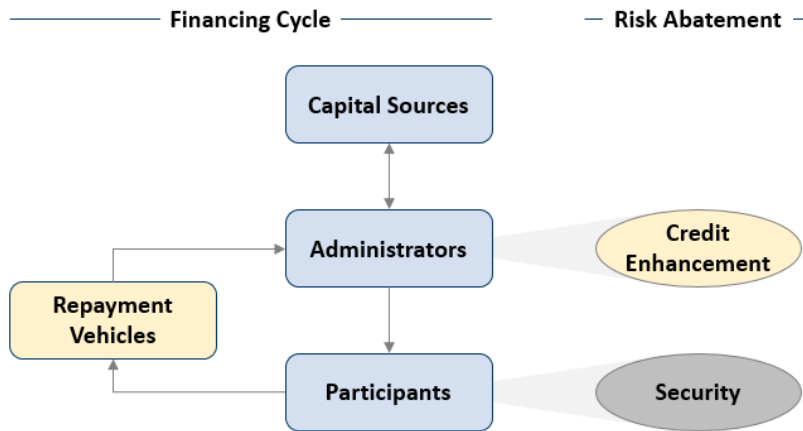 Financing Cycle
Risk Abatement
Capital Sources
Administrators
Credit
Enhancement
Repayment
Vehicles
Participants
Security